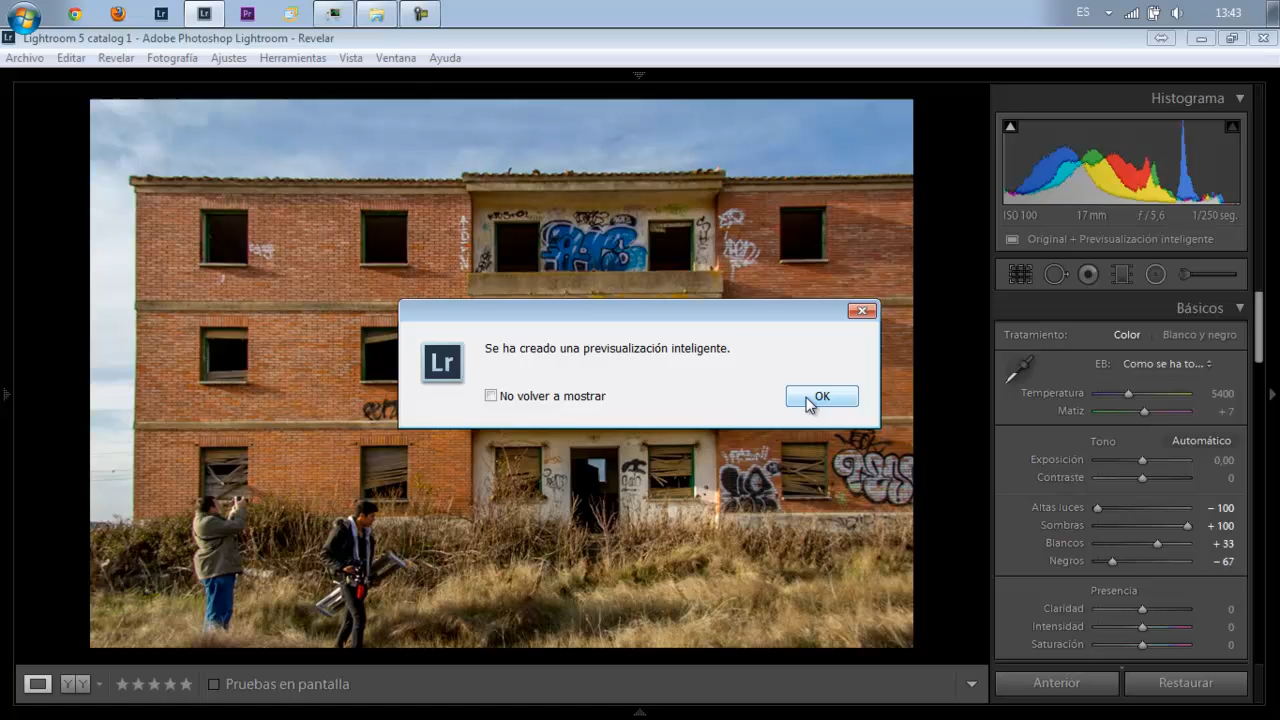 Lr
Lr
Pr
ES
13:43
Lr
Lightroom 5 catalog 1 - Adobe Photoshop Lightroom - Revelar
Archivo Editar Revelar Fotografía Ajustes Herramientas Vista Ventana Ayuda
Histograma
ISO 100 17 mm f / 5,6 1/250 seg.
Original + Previsualización inteligente
Básicos
Tratamiento: Color Blanco y negro
EB: Como se ha to...
Temperatura 5400
Matiz + 7
Tono Automático
Exposición 0,00
Contraste 0
Altas luces − 100
Sombras + 100
Blancos + 33
Negros − 67
Presencia
Claridad 0
Intensidad 0
Saturación 0
Anterior Restaurar
Lr
Se ha creado una previsualización inteligente.
No volver a mostrar
OK
Y Y
Pruebas en pantalla